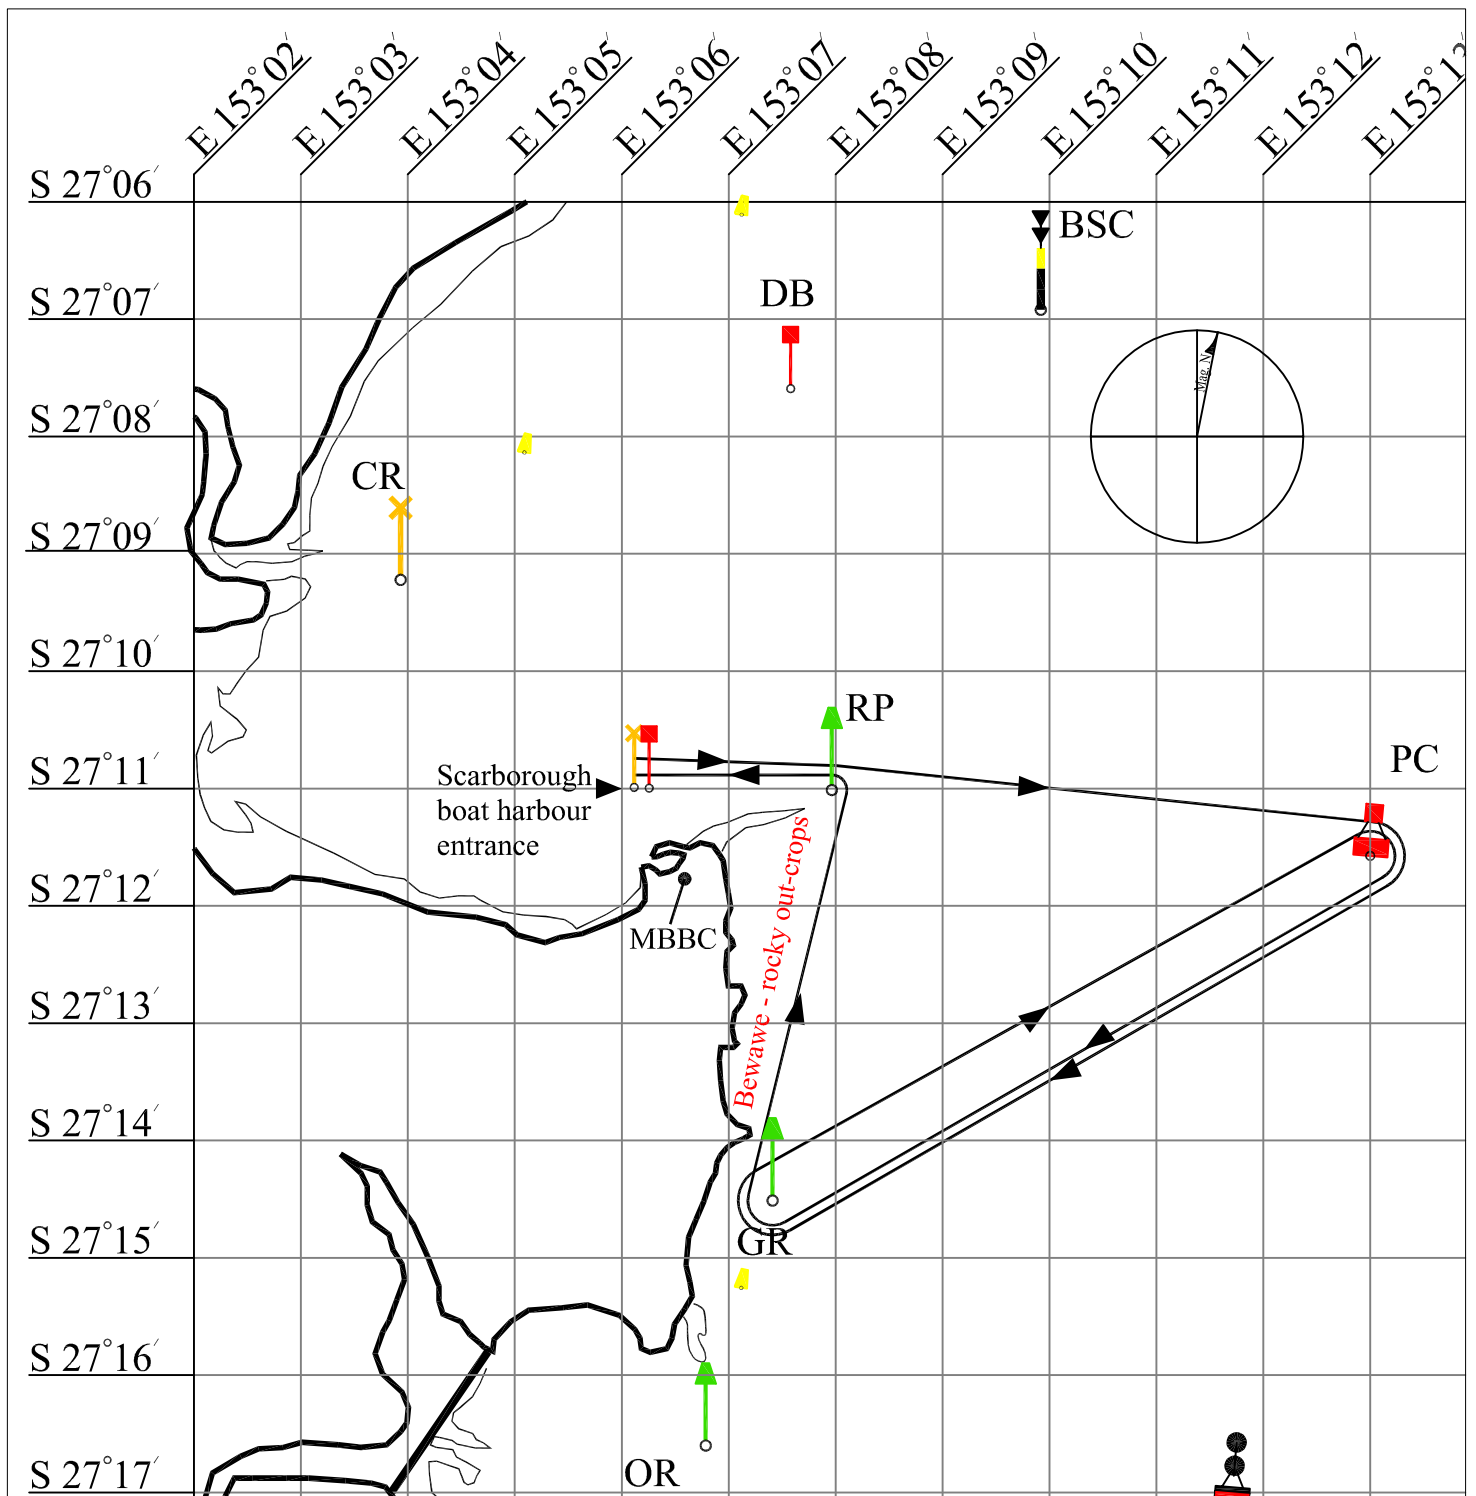 E 153°02′
E 153°03′
E 153°04′
E 153°05′
E 153°06′
E 153°07′
E 153°08′
E 153°09′
E 153°10′
E 153°11′
E 153°12′
E 153°13′
S 27°06′
BSC
DB
S 27°07′
Mag. N
S 27°08′
CR
S 27°09′
S 27°10′
RP
PC
S 27°11′
Scarborough
boat harbour
entrance
S 27°12′
MBBC
Bewawe - rocky out-crops
S 27°13′
S 27°14′
S 27°15′
GR
S 27°16′
OR
S 27°17′